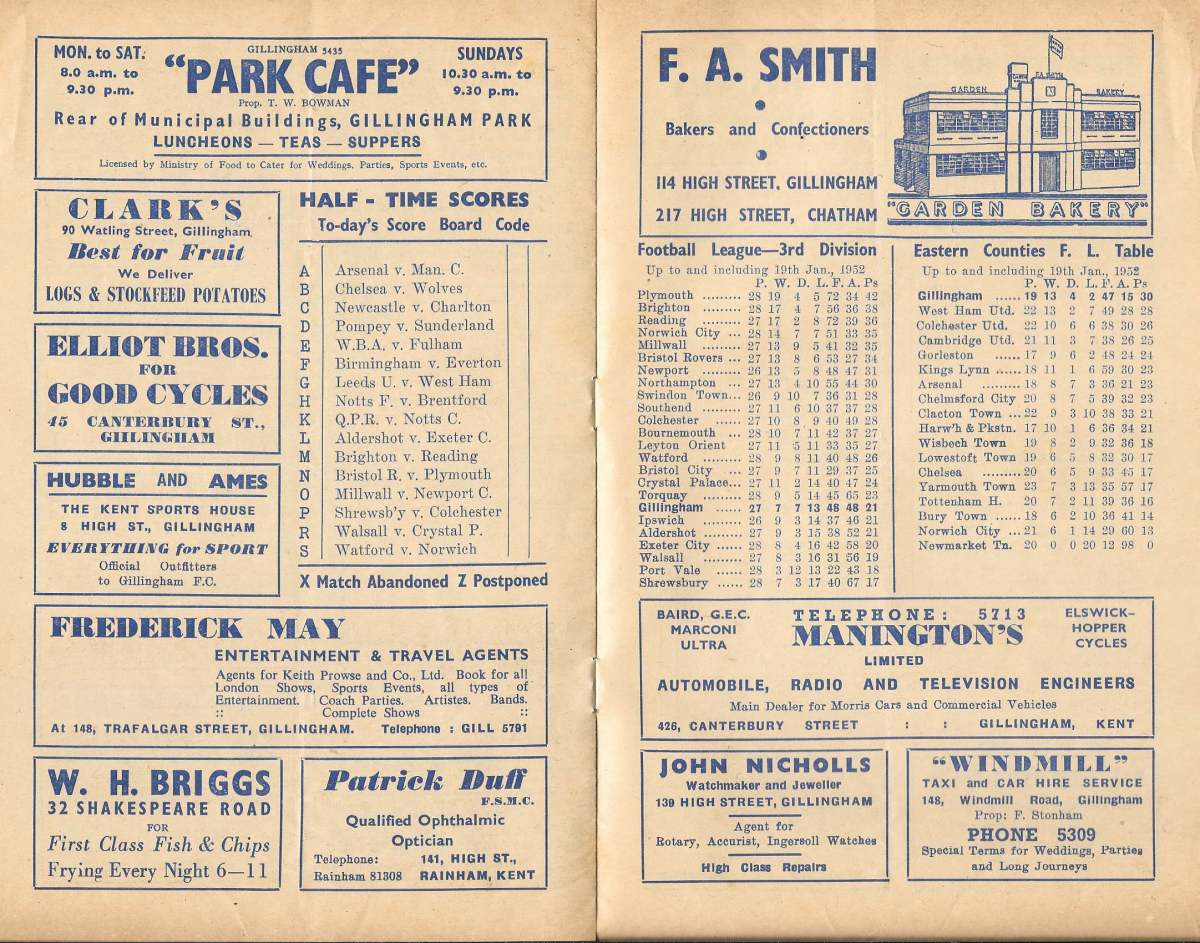 MON. to SAT.
8.0 a.m. to
9.30 p.m.
GILLINGHAM 5435
"PARK CAFE"
Prop. T. W. BOWMAN
SUNDAYS
10.30 a.m. to
9.30 p.m.
Rear of Municipal Buildings, GILLINGHAM PARK
LUNCHEONS — TEAS — SUPPERS
Licensed by Ministry of Food to Cater for Weddings, Parties, Sports Events, etc.
CLARK'S
90 Watling Street, Gillingham
Best for Fruit
We Deliver
LOGS & STOCKFEED POTATOES
ELLIOT BROS.
FOR
GOOD CYCLES
45 CANTERBURY ST.,
GILLINGHAM
HUBBLE AND AMES
THE KENT SPORTS HOUSE
8 HIGH ST., GILLINGHAM
EVERYTHING for SPORT
Official Outfitters
to Gillingham F.C.
HALF - TIME SCORES
To-day's Score Board Code
A Arsenal v. Man. C.
B Chelsea v. Wolves
C Newcastle v. Charlton
D Pompey v. Sunderland
E W.B.A. v. Fulham
F Birmingham v. Everton
G Leeds U. v. West Ham
H Notts F. v. Brentford
K Q.P.R. v. Notts C.
L Aldershot v. Exeter C.
M Brighton v. Reading
N Bristol R. v. Plymouth
O Millwall v. Newport C.
P Shrewsb'y v. Colchester
R Walsall v. Crystal P.
S Watford v. Norwich
X Match Abandoned Z Postponed
FREDERICK MAY
ENTERTAINMENT & TRAVEL AGENTS
Agents for Keith Prowse and Co., Ltd. Book for all
London Shows, Sports Events, all types of
Entertainment. Coach Parties. Artistes. Bands.
:: Complete Shows ::
At 148, TRAFALGAR STREET, GILLINGHAM. Telephone : GILL 5791
W. H. BRIGGS
32 SHAKESPEARE ROAD
FOR
First Class Fish & Chips
Frying Every Night 6—11
Patrick Duff
F.S.M.C.
Qualified Ophthalmic
Optician
Telephone: 141, HIGH ST.,
Rainham 81308 RAINHAM, KENT
F. A. SMITH
Bakers and Confectioners
114 HIGH STREET, GILLINGHAM
217 HIGH STREET, CHATHAM
GARDEN
BAKERY
"GARDEN BAKERY"
Football League—3rd Division
Up to and including 19th Jan., 1952
P. W. D. L. F. A. Ps
Plymouth ......... 28 19 4 5 72 34 42
Brighton ......... 28 17 4 7 56 36 38
Reading ......... 27 17 2 8 72 39 36
Norwich City ... 28 14 7 7 51 33 35
Millwall ......... 27 13 9 5 41 32 35
Bristol Rovers ... 27 13 8 6 53 27 34
Newport ......... 26 13 5 8 48 47 31
Northampton ... 27 13 4 10 55 44 30
Swindon Town... 26 9 10 7 36 31 28
Southend ......... 27 11 6 10 37 37 28
Colchester ...... 27 10 8 9 40 49 28
Bournemouth ... 28 10 7 11 42 37 27
Leyton Orient 27 11 5 11 33 35 27
Watford ......... 28 9 8 11 40 48 26
Bristol City ... 27 9 7 11 29 37 25
Crystal Palace... 27 11 2 14 40 47 24
Torquay ......... 28 9 5 14 45 65 23
Gillingham ...... 27 7 7 13 48 48 21
Ipswich ......... 26 9 3 14 37 46 21
Aldershot ...... 27 9 3 15 38 52 21
Exeter City ...... 28 8 4 16 42 58 20
Walsall ......... 27 8 3 16 31 56 19
Port Vale ...... 28 3 12 13 22 43 18
Shrewsbury ...... 28 7 3 17 40 67 17
Eastern Counties F. L. Table
Up to and including 19th Jan., 1952
P. W. D. L. F. A. Ps
Gillingham ...... 19 13 4 2 47 15 30
West Ham Utd. 22 13 2 7 49 28 28
Colchester Utd. 22 10 6 6 38 30 26
Cambridge Utd. 21 11 3 7 38 26 25
Gorleston ...... 17 9 6 2 48 24 24
Kings Lynn ..... 18 11 1 6 59 30 23
Arsenal ......... 18 8 7 3 36 21 23
Chelmsford City 20 8 7 5 39 32 23
Clacton Town ... 22 9 3 10 38 33 21
Harw'h & Pkstn. 17 10 1 6 36 34 21
Wisbech Town 19 8 2 9 32 36 18
Lowestoft Town 19 6 5 8 32 30 17
Chelsea ......... 20 6 5 9 33 45 17
Yarmouth Town 23 7 3 13 35 57 17
Tottenham H. 20 7 2 11 39 36 16
Bury Town ...... 18 6 2 10 36 41 14
Norwich City ... 21 6 1 14 29 60 13
Newmarket Tn. 20 0 0 20 12 98 0
BAIRD, G.E.C.
MARCONI
ULTRA
TELEPHONE: 5713
MANINGTON'S
LIMITED
ELSWICK-
HOPPER
CYCLES
AUTOMOBILE, RADIO AND TELEVISION ENGINEERS
Main Dealer for Morris Cars and Commercial Vehicles
426, CANTERBURY STREET : : GILLINGHAM, KENT
JOHN NICHOLLS
Watchmaker and Jeweller
139 HIGH STREET, GILLINGHAM
Agent for
Rotary, Accurist, Ingersoll Watches
High Class Repairs
"WINDMILL"
TAXI and CAR HIRE SERVICE
148, Windmill Road, Gillingham
Prop: F. Stonham
PHONE 5309
Special Terms for Weddings, Parties
and Long Journeys